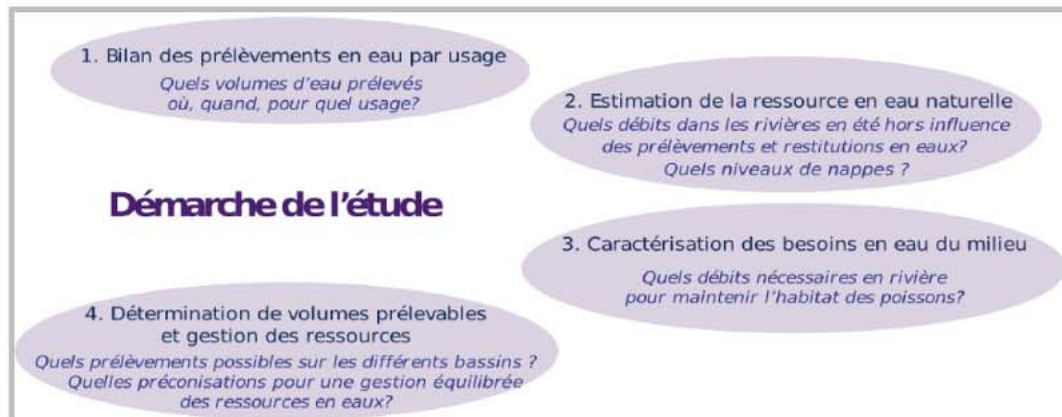 1. Bilan des prélèvements en eau par usage
Quels volumes d'eau prélevés
où, quand, pour quel usage?
2. Estimation de la ressource en eau naturelle
Quels débits dans les rivières en été hors influence
des prélèvements et restitutions en eaux?
Quels niveaux de nappes ?
Démarche de l'étude
3. Caractérisation des besoins en eau du milieu
Quels débits nécessaires en rivière
pour maintenir l'habitat des poissons?
4. Détermination de volumes prélevables
et gestion des ressources
Quels prélèvements possibles sur les différents bassins ?
Quelles préconisations pour une gestion équilibrée
des ressources en eaux?